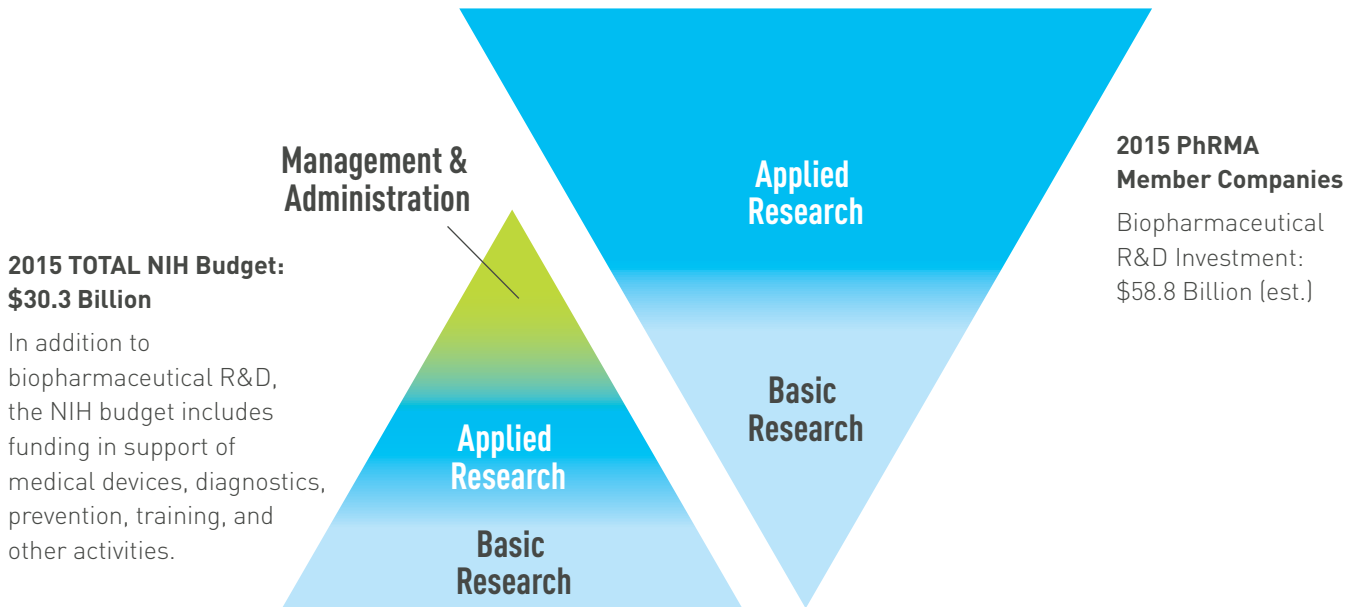 Management &
Administration
2015 TOTAL NIH Budget:
$30.3 Billion
In addition to
biopharmaceutical R&D,
the NIH budget includes
funding in support of
medical devices, diagnostics,
prevention, training, and
other activities.
Applied
Research
Basic
Research
Applied
Research
Basic
Research
2015 PhRMA
Member Companies
Biopharmaceutical
R&D Investment:
$58.8 Billion (est.)